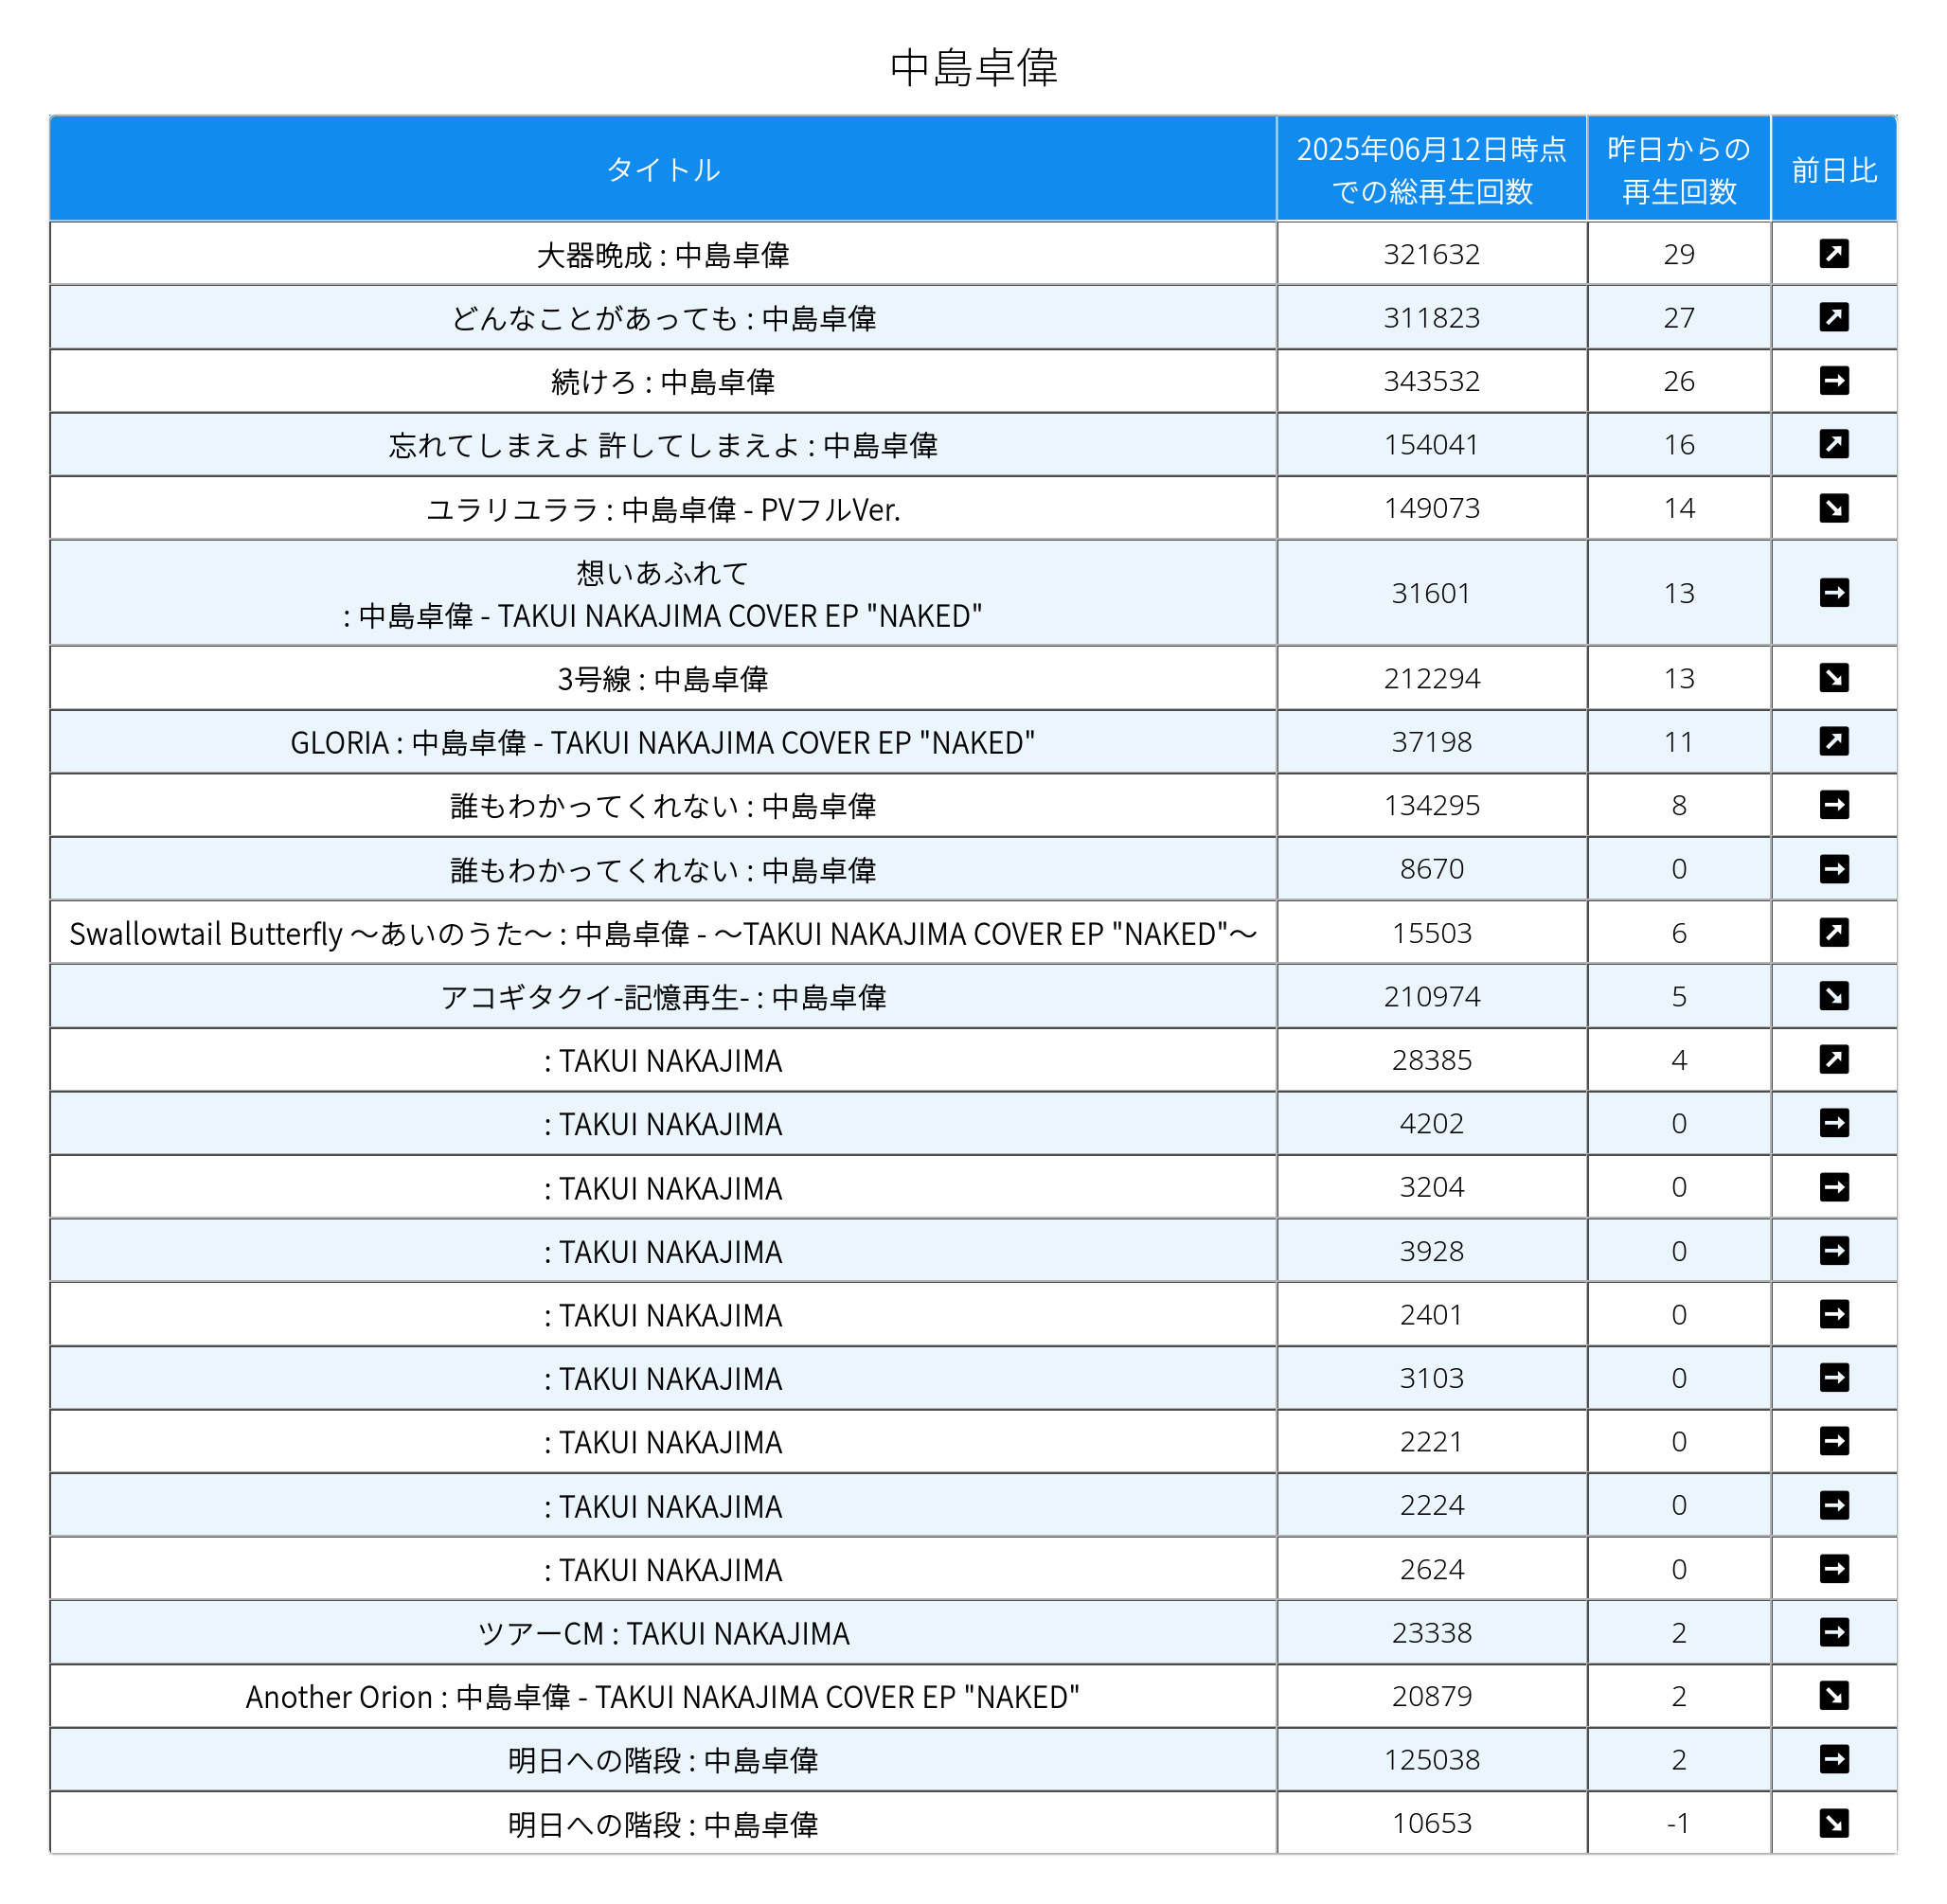 中島卓偉
タイトル 2025年06月12日時点での総再生回数 昨日からの再生回数 前日比
大器晩成 : 中島卓偉 321632 29 ↗
どんなことがあっても : 中島卓偉 311823 27 ↗
続けろ : 中島卓偉 343532 26 →
忘れてしまえよ 許してしまえよ : 中島卓偉 154041 16 ↗
ユラリユララ : 中島卓偉 - PVフルVer. 149073 14 ↘
想いあふれて
: 中島卓偉 - TAKUI NAKAJIMA COVER EP "NAKED" 31601 13 →
3号線 : 中島卓偉 212294 13 ↘
GLORIA : 中島卓偉 - TAKUI NAKAJIMA COVER EP "NAKED" 37198 11 ↗
誰もわかってくれない : 中島卓偉 134295 8 →
誰もわかってくれない : 中島卓偉 8670 0 →
Swallowtail Butterfly 〜あいのうた〜 : 中島卓偉 - 〜TAKUI NAKAJIMA COVER EP "NAKED"〜 15503 6 ↗
アコギタクイ-記憶再生- : 中島卓偉 210974 5 ↘
: TAKUI NAKAJIMA 28385 4 ↗
: TAKUI NAKAJIMA 4202 0 →
: TAKUI NAKAJIMA 3204 0 →
: TAKUI NAKAJIMA 3928 0 →
: TAKUI NAKAJIMA 2401 0 →
: TAKUI NAKAJIMA 3103 0 →
: TAKUI NAKAJIMA 2221 0 →
: TAKUI NAKAJIMA 2224 0 →
: TAKUI NAKAJIMA 2624 0 →
ツアーCM : TAKUI NAKAJIMA 23338 2 →
Another Orion : 中島卓偉 - TAKUI NAKAJIMA COVER EP "NAKED" 20879 2 ↘
明日への階段 : 中島卓偉 125038 2 →
明日への階段 : 中島卓偉 10653 -1 ↘